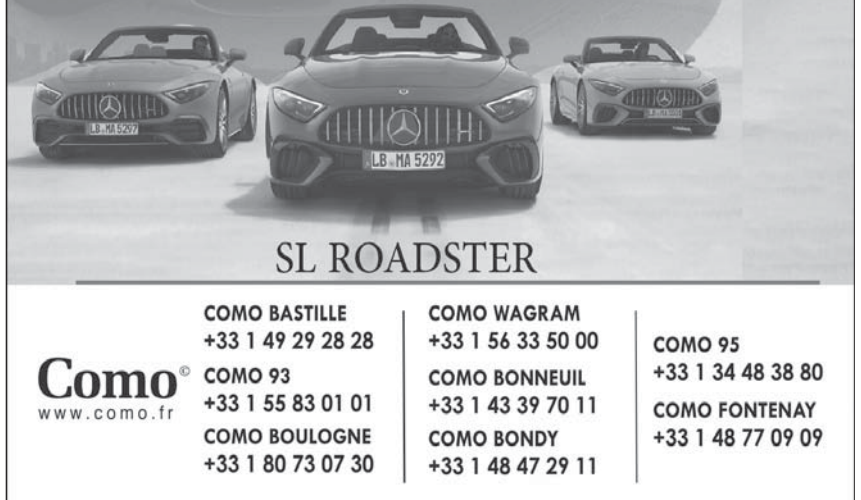 LB MA 5297
LB MA 5292
SL ROADSTER
Como©
www.como.fr
COMO BASTILLE
+33 1 49 29 28 28
COMO 93
+33 1 55 83 01 01
COMO BOULOGNE
+33 1 80 73 07 30
COMO WAGRAM
+33 1 56 33 50 00
COMO BONNEUIL
+33 1 43 39 70 11
COMO BONDY
+33 1 48 47 29 11
COMO 95
+33 1 34 48 38 80
COMO FONTENAY
+33 1 48 77 09 09